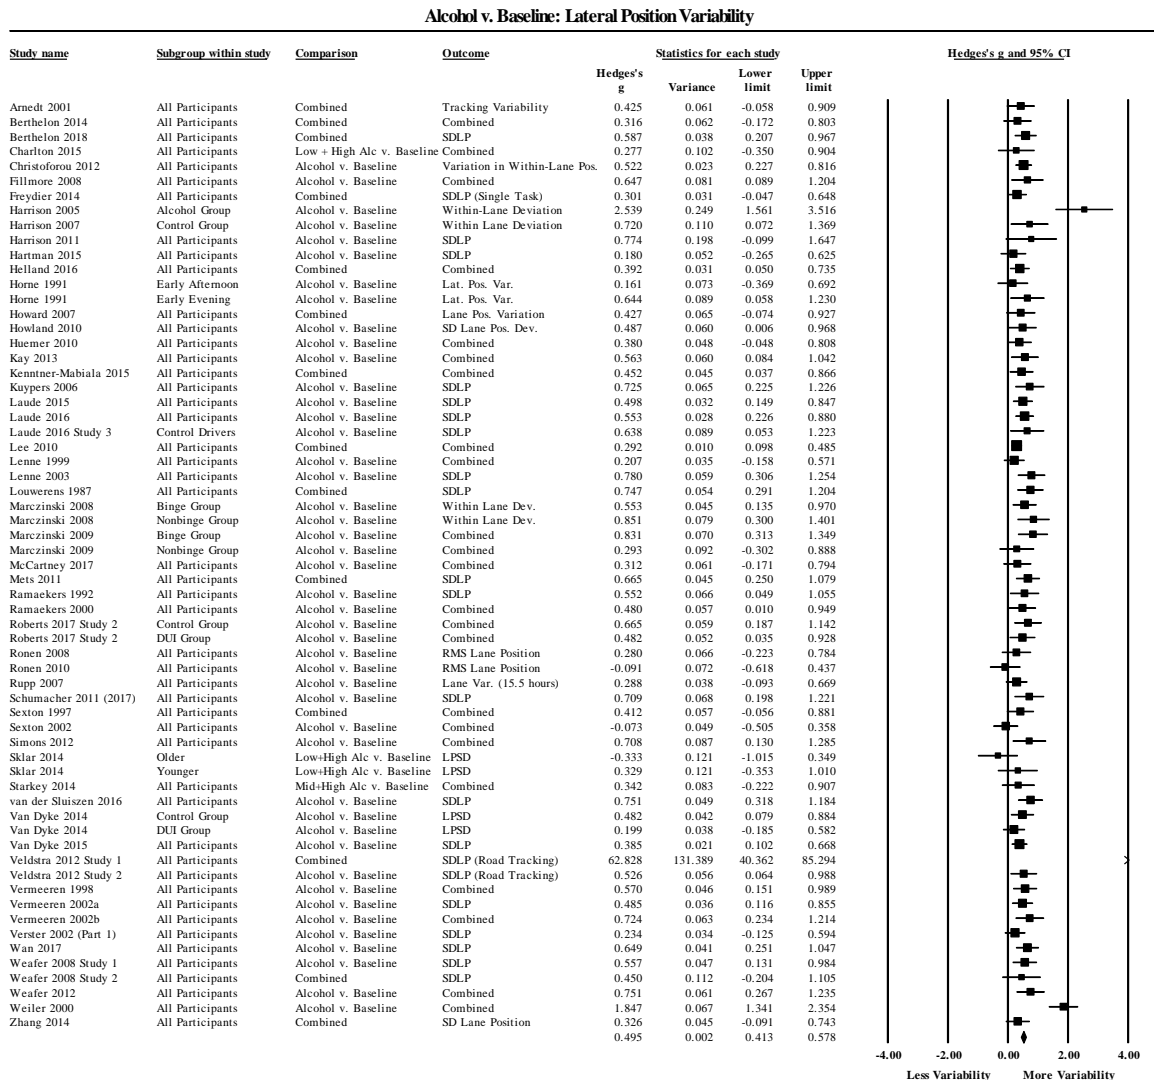 Alcohol v. Baseline: Lateral Position Variability
Study name Subgroup within study Comparison Outcome Statistics for each study Hedges's g and 95% CI
Hedges's g Variance Lower limit Upper limit
Arnedt 2001 All Participants Combined Tracking Variability 0.425 0.061 -0.058 0.909
Berthelon 2014 All Participants Combined Combined 0.316 0.062 -0.172 0.803
Berthelon 2018 All Participants Combined SDLP 0.587 0.038 0.207 0.967
Charlton 2015 All Participants Low + High Alc v. Baseline Combined 0.277 0.102 -0.350 0.904
Christoforou 2012 All Participants Alcohol v. Baseline Variation in Within-Lane Pos. 0.522 0.023 0.227 0.816
Fillmore 2008 All Participants Alcohol v. Baseline Combined 0.647 0.081 0.089 1.204
Freydier 2014 All Participants Combined SDLP (Single Task) 0.301 0.031 -0.047 0.648
Harrison 2005 Alcohol Group Alcohol v. Baseline Within-Lane Deviation 2.539 0.249 1.561 3.516
Harrison 2007 Control Group Alcohol v. Baseline Within Lane Deviation 0.720 0.110 0.072 1.369
Harrison 2011 All Participants Alcohol v. Baseline SDLP 0.774 0.198 -0.099 1.647
Hartman 2015 All Participants Alcohol v. Baseline SDLP 0.180 0.052 -0.265 0.625
Helland 2016 All Participants Combined Combined 0.392 0.031 0.050 0.735
Horne 1991 Early Afternoon Alcohol v. Baseline Lat. Pos. Var. 0.161 0.073 -0.369 0.692
Horne 1991 Early Evening Alcohol v. Baseline Lat. Pos. Var. 0.644 0.089 0.058 1.230
Howard 2007 All Participants Combined Lane Pos. Variation 0.427 0.065 -0.074 0.927
Howland 2010 All Participants Alcohol v. Baseline SD Lane Pos. Dev. 0.487 0.060 0.006 0.968
Huemer 2010 All Participants Alcohol v. Baseline Combined 0.380 0.048 -0.048 0.808
Kay 2013 All Participants Alcohol v. Baseline Combined 0.563 0.060 0.084 1.042
Kenntner-Mabiala 2015 All Participants Combined Combined 0.452 0.045 0.037 0.866
Kuypers 2006 All Participants Alcohol v. Baseline SDLP 0.725 0.065 0.225 1.226
Laude 2015 All Participants Alcohol v. Baseline SDLP 0.498 0.032 0.149 0.847
Laude 2016 All Participants Alcohol v. Baseline SDLP 0.553 0.028 0.226 0.880
Laude 2016 Study 3 Control Drivers Alcohol v. Baseline SDLP 0.638 0.089 0.053 1.223
Lee 2010 All Participants Combined Combined 0.292 0.010 0.098 0.485
Lenne 1999 All Participants Alcohol v. Baseline Combined 0.207 0.035 -0.158 0.571
Lenne 2003 All Participants Alcohol v. Baseline SDLP 0.780 0.059 0.306 1.254
Louwerens 1987 All Participants Combined SDLP 0.747 0.054 0.291 1.204
Marczinski 2008 Binge Group Alcohol v. Baseline Within Lane Dev. 0.553 0.045 0.135 0.970
Marczinski 2008 Nonbinge Group Alcohol v. Baseline Within Lane Dev. 0.851 0.079 0.300 1.401
Marczinski 2009 Binge Group Alcohol v. Baseline Combined 0.831 0.070 0.313 1.349
Marczinski 2009 Nonbinge Group Alcohol v. Baseline Combined 0.293 0.092 -0.302 0.888
McCartney 2017 All Participants Alcohol v. Baseline Combined 0.312 0.061 -0.171 0.794
Mets 2011 All Participants Combined SDLP 0.665 0.045 0.250 1.079
Ramaekers 1992 All Participants Alcohol v. Baseline SDLP 0.552 0.066 0.049 1.055
Ramaekers 2000 All Participants Alcohol v. Baseline Combined 0.480 0.057 0.010 0.949
Roberts 2017 Study 2 Control Group Alcohol v. Baseline Combined 0.665 0.059 0.187 1.142
Roberts 2017 Study 2 DUI Group Alcohol v. Baseline Combined 0.482 0.052 0.035 0.928
Ronen 2008 All Participants Alcohol v. Baseline RMS Lane Position 0.280 0.066 -0.223 0.784
Ronen 2010 All Participants Alcohol v. Baseline RMS Lane Position -0.091 0.072 -0.618 0.437
Rupp 2007 All Participants Alcohol v. Baseline Lane Var. (15.5 hours) 0.288 0.038 -0.093 0.669
Schumacher 2011 (2017) All Participants Alcohol v. Baseline SDLP 0.709 0.068 0.198 1.221
Sexton 1997 All Participants Combined Combined 0.412 0.057 -0.056 0.881
Sexton 2002 All Participants Alcohol v. Baseline Combined -0.073 0.049 -0.505 0.358
Simons 2012 All Participants Alcohol v. Baseline Combined 0.708 0.087 0.130 1.285
Sklar 2014 Older Low+High Alc v. Baseline LPSD -0.333 0.121 -1.015 0.349
Sklar 2014 Younger Low+High Alc v. Baseline LPSD 0.329 0.121 -0.353 1.010
Starkey 2014 All Participants Mid+High Alc v. Baseline Combined 0.342 0.083 -0.222 0.907
van der Sluiszen 2016 All Participants Alcohol v. Baseline SDLP 0.751 0.049 0.318 1.184
Van Dyke 2014 Control Group Alcohol v. Baseline LPSD 0.482 0.042 0.079 0.884
Van Dyke 2014 DUI Group Alcohol v. Baseline LPSD 0.199 0.038 -0.185 0.582
Van Dyke 2015 All Participants Alcohol v. Baseline SDLP 0.385 0.021 0.102 0.668
Veldstra 2012 Study 1 All Participants Combined SDLP (Road Tracking) 62.828 131.389 40.362 85.294
Veldstra 2012 Study 2 All Participants Alcohol v. Baseline SDLP (Road Tracking) 0.526 0.056 0.064 0.988
Vermeeren 1998 All Participants Alcohol v. Baseline Combined 0.570 0.046 0.151 0.989
Vermeeren 2002a All Participants Alcohol v. Baseline SDLP 0.485 0.036 0.116 0.855
Vermeeren 2002b All Participants Alcohol v. Baseline Combined 0.724 0.063 0.234 1.214
Verster 2002 (Part 1) All Participants Alcohol v. Baseline SDLP 0.234 0.034 -0.125 0.594
Wan 2017 All Participants Alcohol v. Baseline SDLP 0.649 0.041 0.251 1.047
Weafer 2008 Study 1 All Participants Alcohol v. Baseline SDLP 0.557 0.047 0.131 0.984
Weafer 2008 Study 2 All Participants Combined SDLP 0.450 0.112 -0.204 1.105
Weafer 2012 All Participants Alcohol v. Baseline Combined 0.751 0.061 0.267 1.235
Weiler 2000 All Participants Alcohol v. Baseline Combined 1.847 0.067 1.341 2.354
Zhang 2014 All Participants Combined SD Lane Position 0.326 0.045 -0.091 0.743
0.495 0.002 0.413 0.578
-4.00 -2.00 0.00 2.00 4.00
Less Variability More Variability